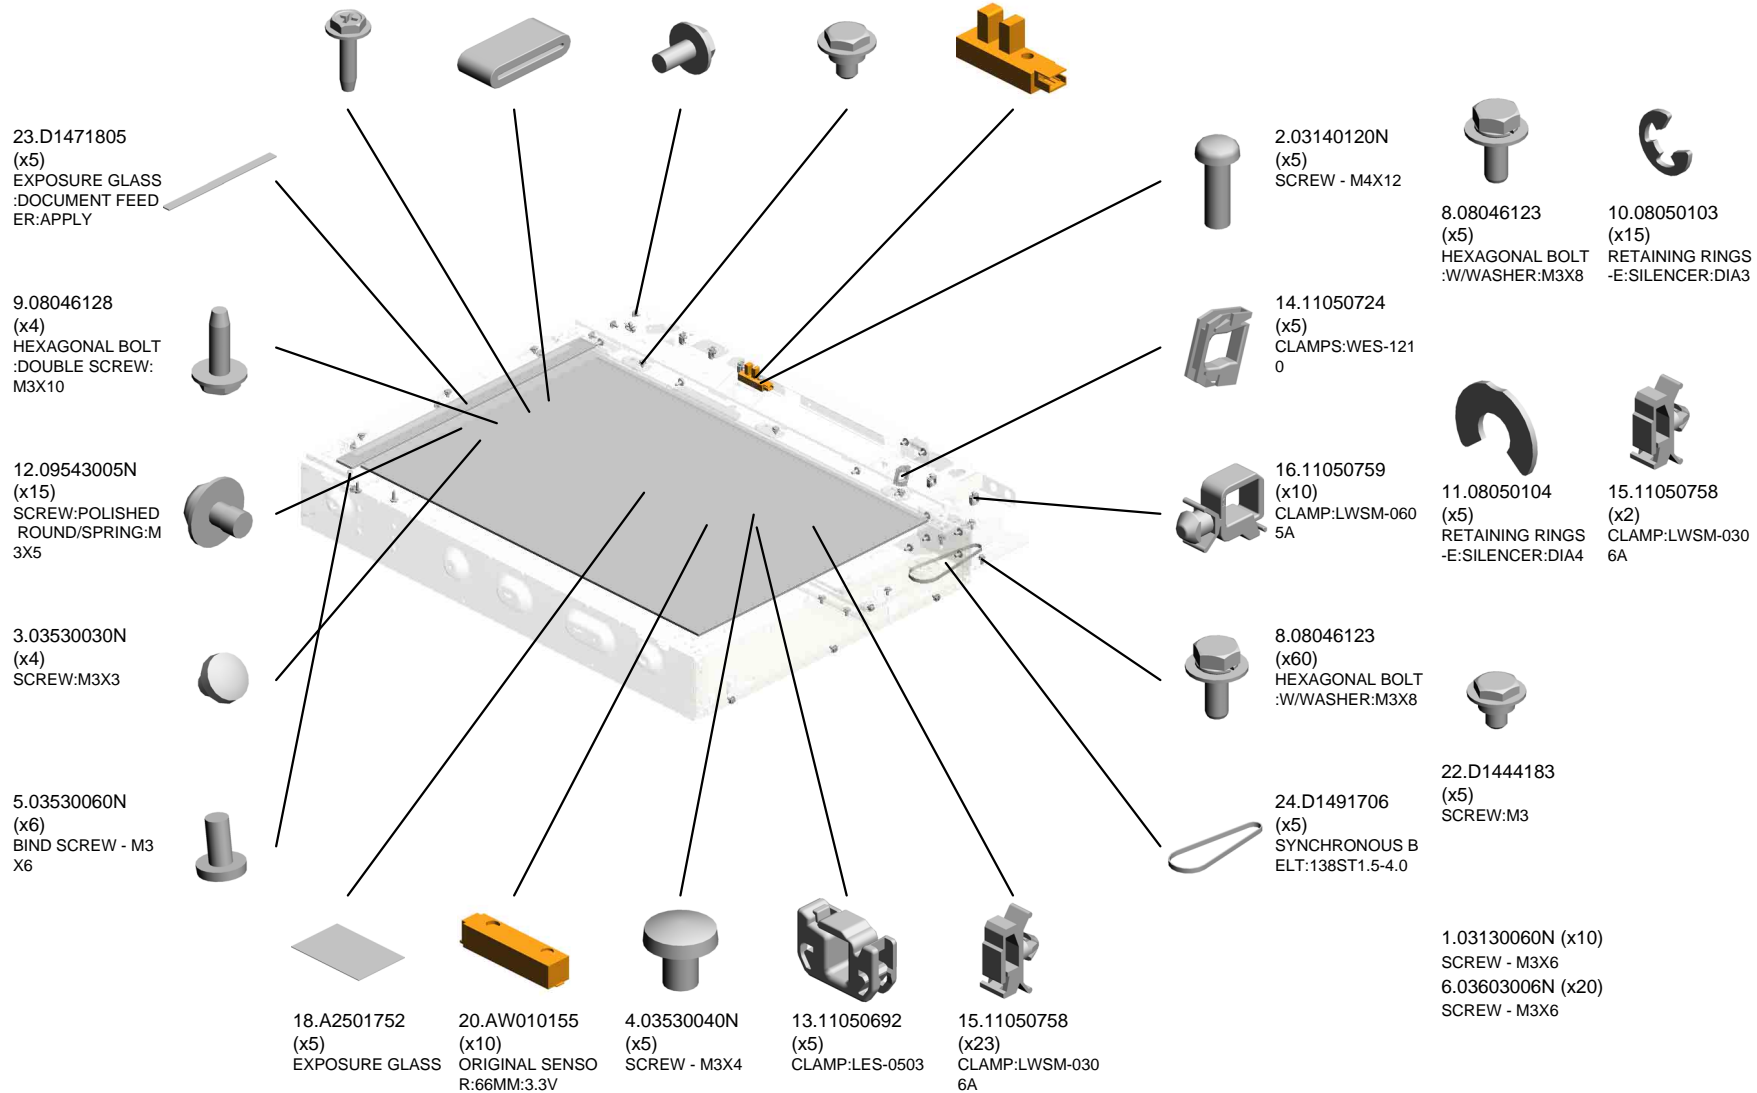 23.D1471805
(x5)
EXPOSURE GLASS
:DOCUMENT FEED
ER:APPLY
9.08046128
(x4)
HEXAGONAL BOLT
:DOUBLE SCREW:
M3X10
12.09543005N
(x15)
SCREW:POLISHED
ROUND/SPRING:M
3X5
3.03530030N
(x4)
SCREW:M3X3
5.03530060N
(x6)
BIND SCREW - M3
X6
18.A2501752
(x5)
EXPOSURE GLASS
20.AW010155
(x10)
ORIGINAL SENSO
R:66MM:3.3V
4.03530040N
(x5)
SCREW - M3X4
13.11050692
(x5)
CLAMP:LES-0503
15.11050758
(x23)
CLAMP:LWSM-030
6A
2.03140120N
(x5)
SCREW - M4X12
14.11050724
(x5)
CLAMPS:WES-121
0
16.11050759
(x10)
CLAMP:LWSM-060
5A
8.08046123
(x60)
HEXAGONAL BOLT
:W/WASHER:M3X8
24.D1491706
(x5)
SYNCHRONOUS B
ELT:138ST1.5-4.0
8.08046123
(x5)
HEXAGONAL BOLT
:W/WASHER:M3X8
10.08050103
(x15)
RETAINING RINGS
-E:SILENCER:DIA3
11.08050104
(x5)
RETAINING RINGS
-E:SILENCER:DIA4
15.11050758
(x2)
CLAMP:LWSM-030
6A
22.D1444183
(x5)
SCREW:M3
1.03130060N (x10)
SCREW - M3X6
6.03603006N (x20)
SCREW - M3X6